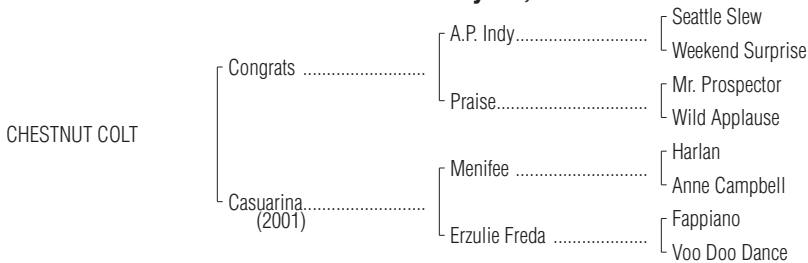 Seattle Slew
A.P. Indy..............................
Weekend Surprise
Congrats ............................
Mr. Prospector
Praise...................................
Wild Applause
CHESTNUT COLT
Harlan
Menifee ..............................
Anne Campbell
Casuarina............................
(2001)
Fappiano
Erzulie Freda .....................
Voo Doo Dance